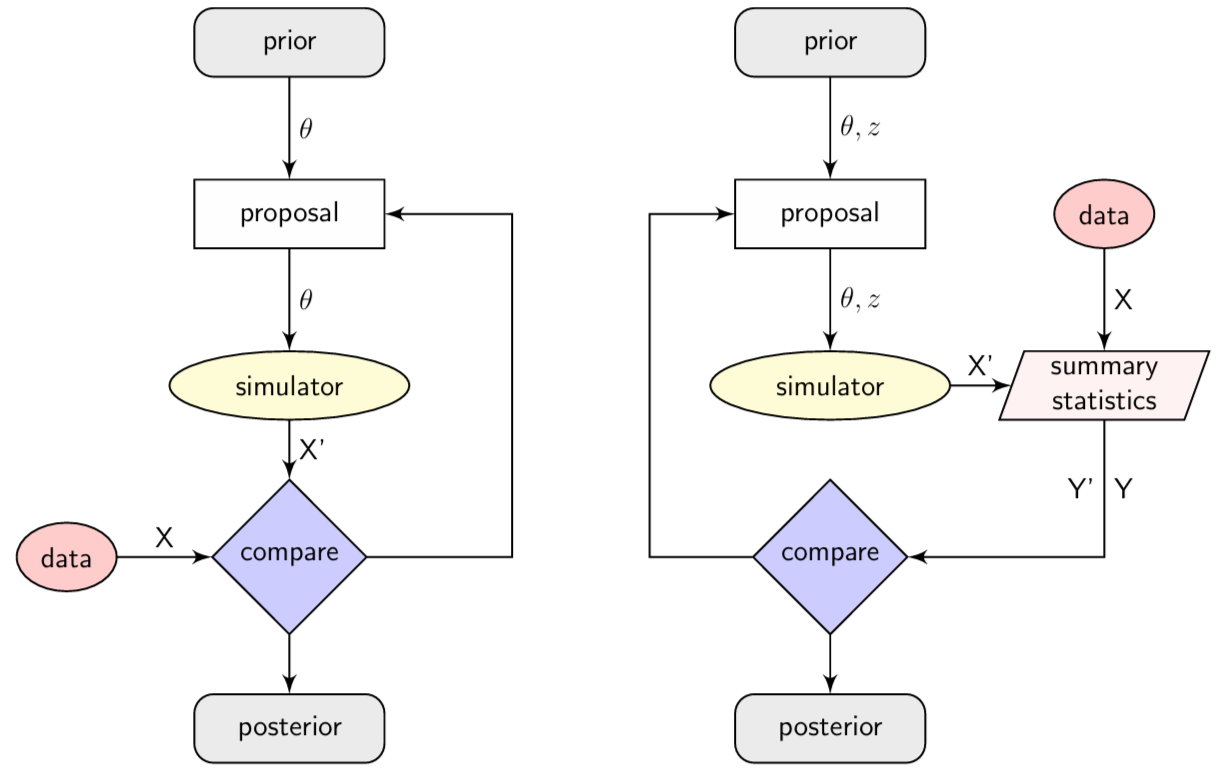 prior
θ
proposal
θ
simulator
X'
data
X
compare
posterior
prior
θ, z
proposal
data
θ, z
X
simulator
X'
summary
statistics
Y'
Y
compare
posterior